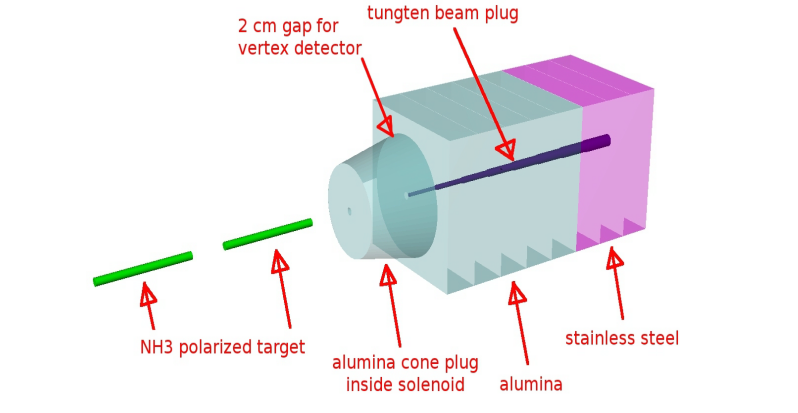 tungten beam plug
2 cm gap for
vertex detector
NH3 polarized target
alumina cone plug
inside solenoid
alumina
stainless steel